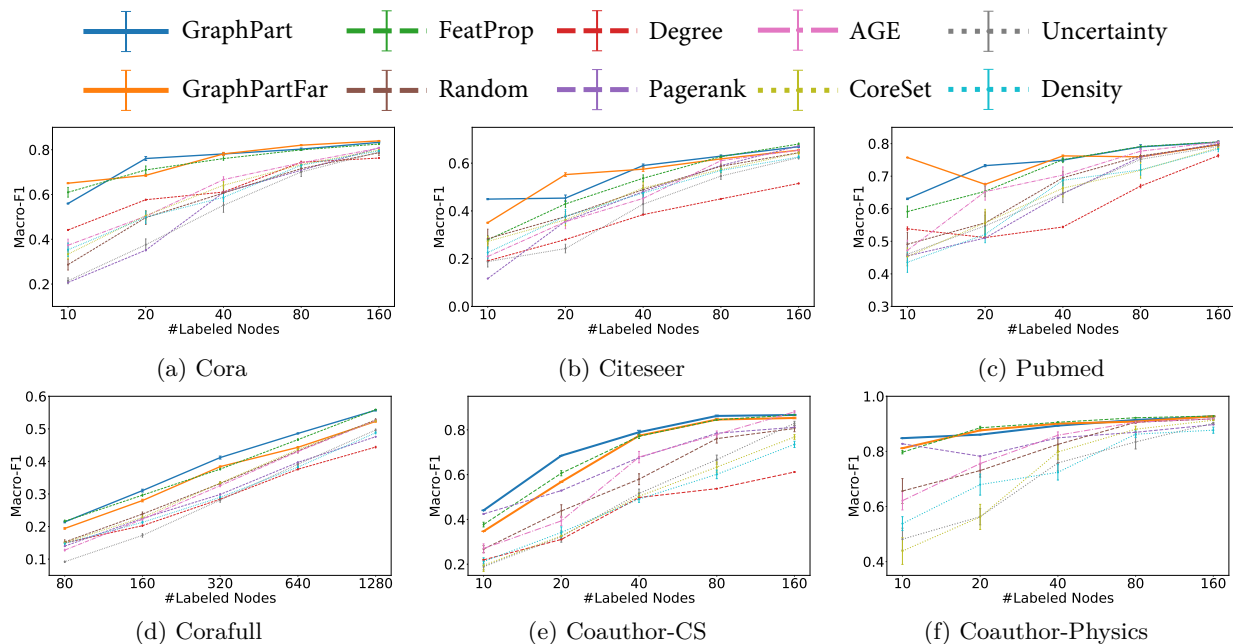 GraphPart FeatProp Degree AGE Uncertainty
GraphPartFar Random Pagerank CoreSet Density
Macro-F1
0.8
0.6
0.4
0.2
10 20 40 80 160
#Labeled Nodes
(a) Cora
Macro-F1
0.6
0.4
0.2
0.0
10 20 40 80 160
#Labeled Nodes
(b) Citeseer
Macro-F1
0.8
0.7
0.6
0.5
0.4
0.3
10 20 40 80 160
#Labeled Nodes
(c) Pubmed
Macro-F1
0.6
0.5
0.4
0.3
0.2
0.1
80 160 320 640 1280
#Labeled Nodes
(d) Corafull
Macro-F1
0.8
0.6
0.4
0.2
10 20 40 80 160
#Labeled Nodes
(e) Coauthor-CS
Macro-F1
1.0
0.8
0.6
0.4
10 20 40 80 160
#Labeled Nodes
(f) Coauthor-Physics